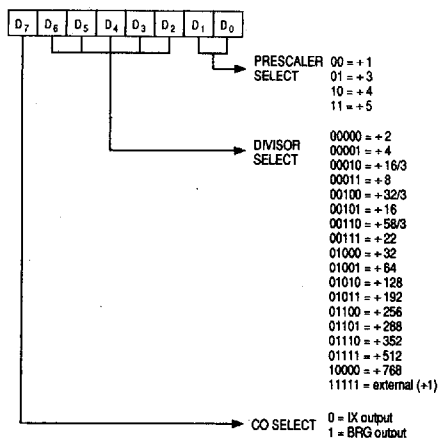 D7 D6 D5 D4 D3 D2 D1 D0
PRESCALER SELECT
00 = ÷1
01 = ÷3
10 = ÷4
11 = ÷5
DIVISOR SELECT
00000 = ÷2
00001 = ÷4
00010 = ÷16/3
00011 = ÷8
00100 = ÷32/3
00101 = ÷16
00110 = ÷58/3
00111 = ÷22
01000 = ÷32
01001 = ÷64
01010 = ÷128
01011 = ÷192
01100 = ÷256
01101 = ÷288
01110 = ÷352
01111 = ÷512
10000 = ÷768
11111 = external (÷1)
CO SELECT
0 = IX output
1 = BRG output